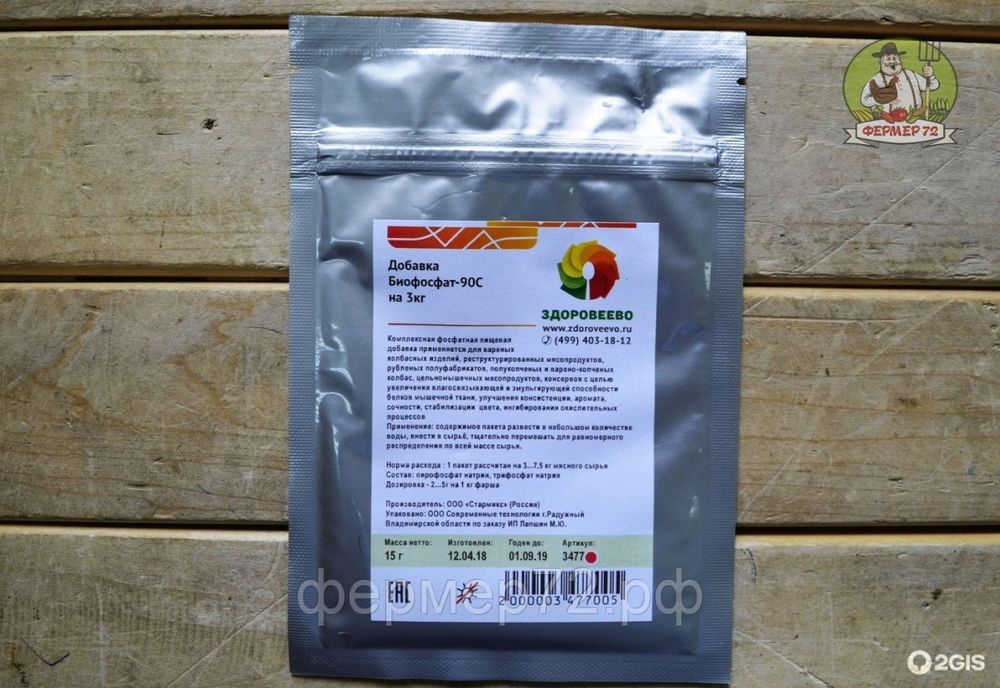 ФЕРМЕР 72
Добавка
Биофосфат-90С
на 3кг
ЗДОРОВЕЕВО
www.zdoroveevo.ru
(499) 403-18-12
Комплексная фосфатная пищевая
добавка применяется для вареных
колбасных изделий, реструктурированных мясопродуктов,
рубленых полуфабрикатов, полукопченых и варено-копченых
колбас, цельномышечных мясопродуктов, консервов с целью
увеличения влагосвязывающей и эмульгирующей способности
белков мышечной ткани, улучшения консистенции, аромата,
сочности, стабилизации цвета, ингибирования окислительных
процессов
Применение: содержимое пакета развести в небольшом количестве
воды, внести в сырьё, тщательно перемешать для равномерного
распределения по всей массе сырья.
Норма расхода : 1 пакет рассчитан на 3...7,5 кг мясного сырья
Состав: пирофосфат натрия, трифосфат натрия
Дозировка - 2...5г на 1 кг фарша
Производитель: ООО «Стармикс» (Россия)
Упаковано: ООО Современные технологии г.Радужный
Владимирской области по заказу ИП Лапшин М.Ю.
Масса нетто: Изготовлен: Годен до: Артикул:
15 г 12.04.18 01.09.19 3477
ЕАС
2 000003 477005
фермер72.рф
2GIS